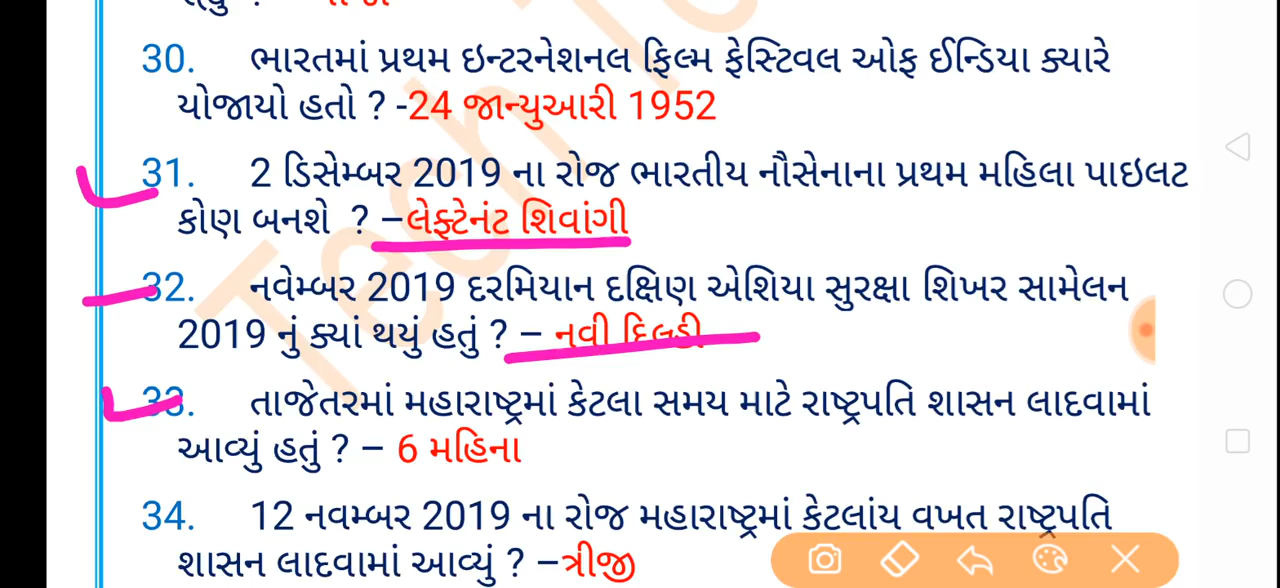 30. ભારતમાં પ્રથમ ઇન્ટરનેશનલ ફિલ્મ ફેસ્ટિવલ ઓફ ઈન્ડિયા ક્યારે
યોજાયો હતો ? -24 જાન્યુઆરી 1952
31. 2 ડિસેમ્બર 2019 ના રોજ ભારતીય નૌસેનાના પ્રથમ મહિલા પાઇલટ
કોણ બનશે ? –લેફ્ટેનંટ શિવાંગી
32. નવેમ્બર 2019 દરમિયાન દક્ષિણ એશિયા સુરક્ષા શિખર સામેલન
2019 નું ક્યાં થયું હતું ? – નવી દિલ્હી
33. તાજેતરમાં મહારાષ્ટ્રમાં કેટલા સમય માટે રાષ્ટ્રપતિ શાસન લાદવામાં
આવ્યું હતું ? – 6 મહિના
34. 12 નવમ્બર 2019 ના રોજ મહારાષ્ટ્રમાં કેટલાંય વખત રાષ્ટ્રપતિ
શાસન લાદવામાં આવ્યું ? –ત્રીજી